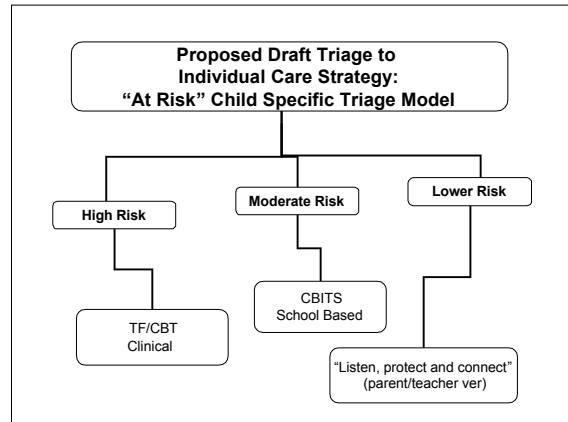 Proposed Draft Triage to
Individual Care Strategy:
“At Risk” Child Specific Triage Model
High Risk
Moderate Risk
Lower Risk
TF/CBT
Clinical
CBITS
School Based
“Listen, protect and connect”
(parent/teacher ver)